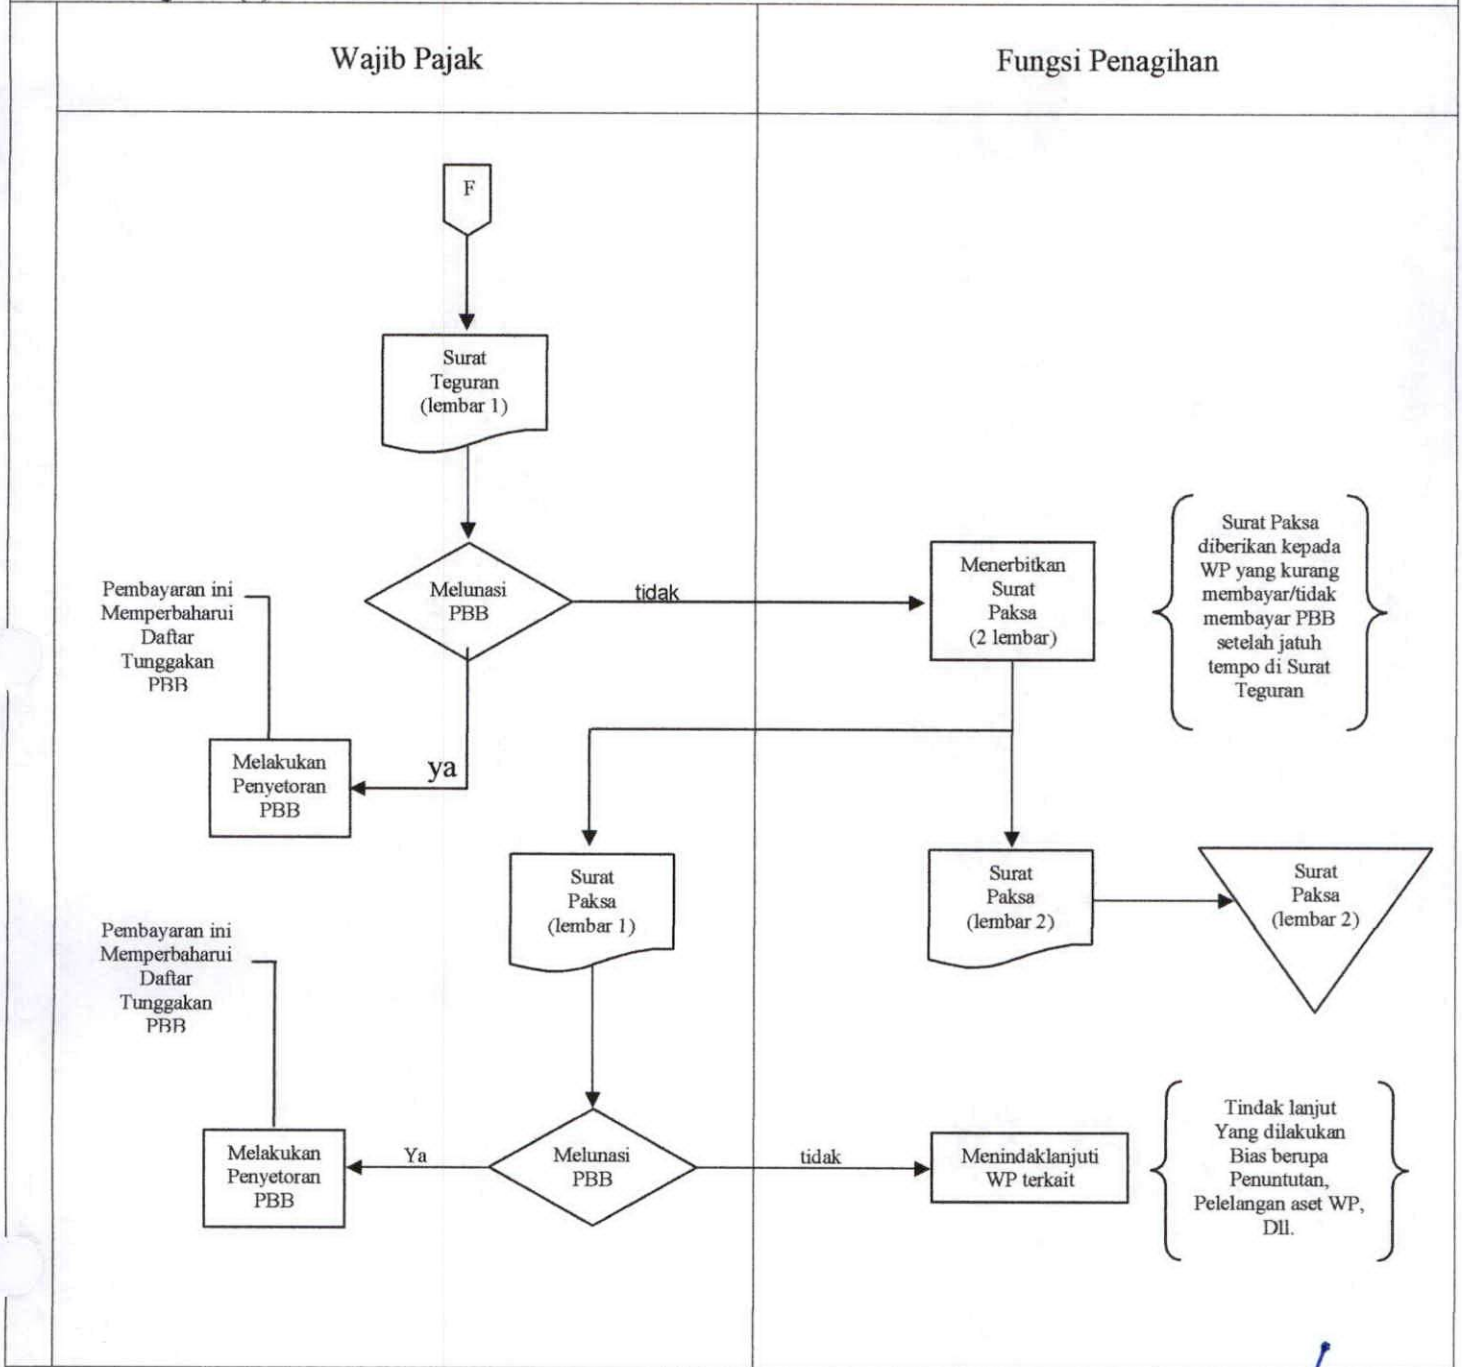 Wajib Pajak
Fungsi Penagihan
F
Surat
Teguran
(lembar 1)
Melunasi
PBB
tidak
Menerbitkan
Surat
Paksa
(2 lembar)
Surat Paksa
diberikan kepada
WP yang kurang
membayar/tidak
membayar PBB
setelah jatuh
tempo di Surat
Teguran
Pembayaran ini
Memperbaharui
Daftar
Tunggakan
PBB
ya
Melakukan
Penyetoran
PBB
Surat
Paksa
(lembar 1)
Surat
Paksa
(lembar 2)
Surat
Paksa
(lembar 2)
Pembayaran ini
Memperbaharui
Daftar
Tunggakan
PBB
Melunasi
PBB
Ya
Melakukan
Penyetoran
PBB
tidak
Menindaklanjuti
WP terkait
Tindak lanjut
Yang dilakukan
Bias berupa
Penuntutan,
Pelelangan aset WP,
Dll.